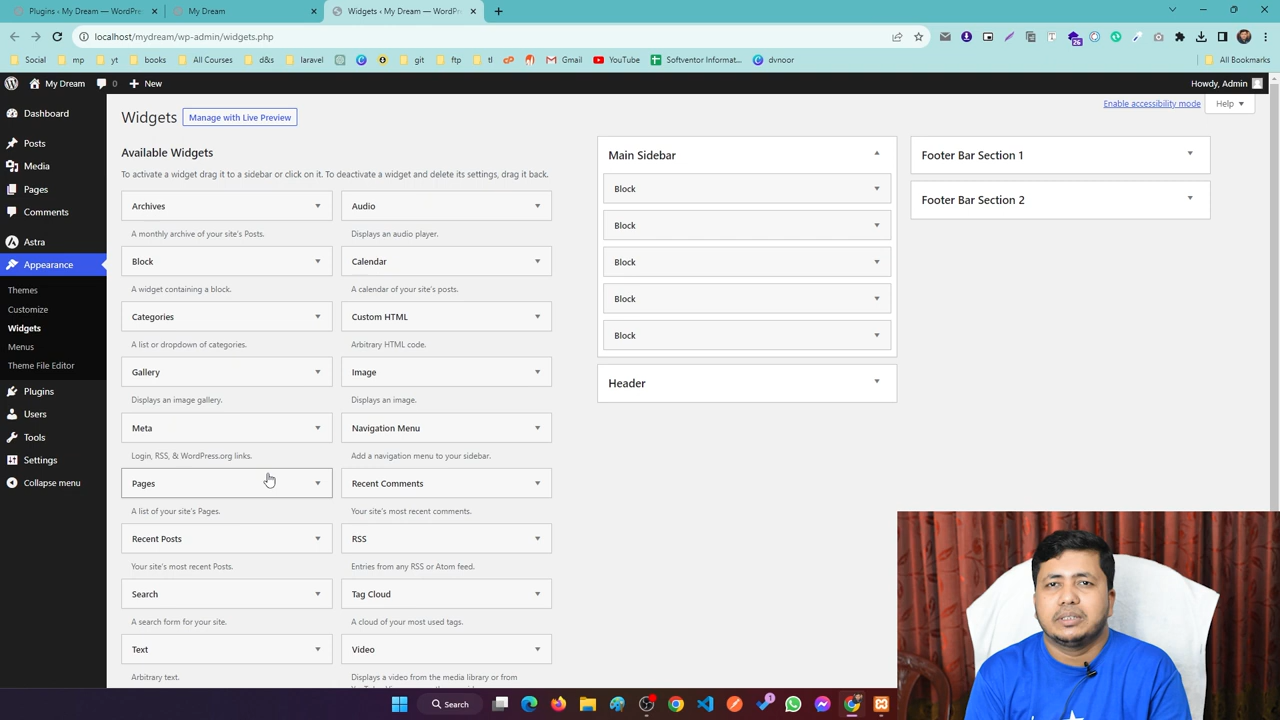 Plugins ‹ My Dream — WordPre
My Dream
Widgets ‹ My Dream — WordPr
localhost/mydream/wp-admin/widgets.php
Social
mp
yt
books
All Courses
d&s
laravel
git
ftp
tl
Gmail
YouTube
Softventor Informat...
dvnoor
All Bookmarks
26
My Dream
0
New
Howdy, Admin
Dashboard
Posts
Media
Pages
Comments
Astra
Appearance
Themes
Customize
Widgets
Menus
Theme File Editor
Plugins
Users
Tools
Settings
Collapse menu
Widgets
Manage with Live Preview
Enable accessibility mode
Help
Available Widgets
To activate a widget drag it to a sidebar or click on it. To deactivate a widget and delete its settings, drag it back.
Archives
A monthly archive of your site's Posts.
Audio
Displays an audio player.
Block
A widget containing a block.
Calendar
A calendar of your site's posts.
Categories
A list or dropdown of categories.
Custom HTML
Arbitrary HTML code.
Gallery
Displays an image gallery.
Image
Displays an image.
Meta
Login, RSS, & WordPress.org links.
Navigation Menu
Add a navigation menu to your sidebar.
Pages
A list of your site's Pages.
Recent Comments
Your site's most recent comments.
Recent Posts
Your site's most recent Posts.
RSS
Entries from any RSS or Atom feed.
Search
A search form for your site.
Tag Cloud
A cloud of your most used tags.
Text
Arbitrary text.
Video
Displays a video from the media library or from
Main Sidebar
Block
Block
Block
Block
Block
Header
Footer Bar Section 1
Footer Bar Section 2
Search
1